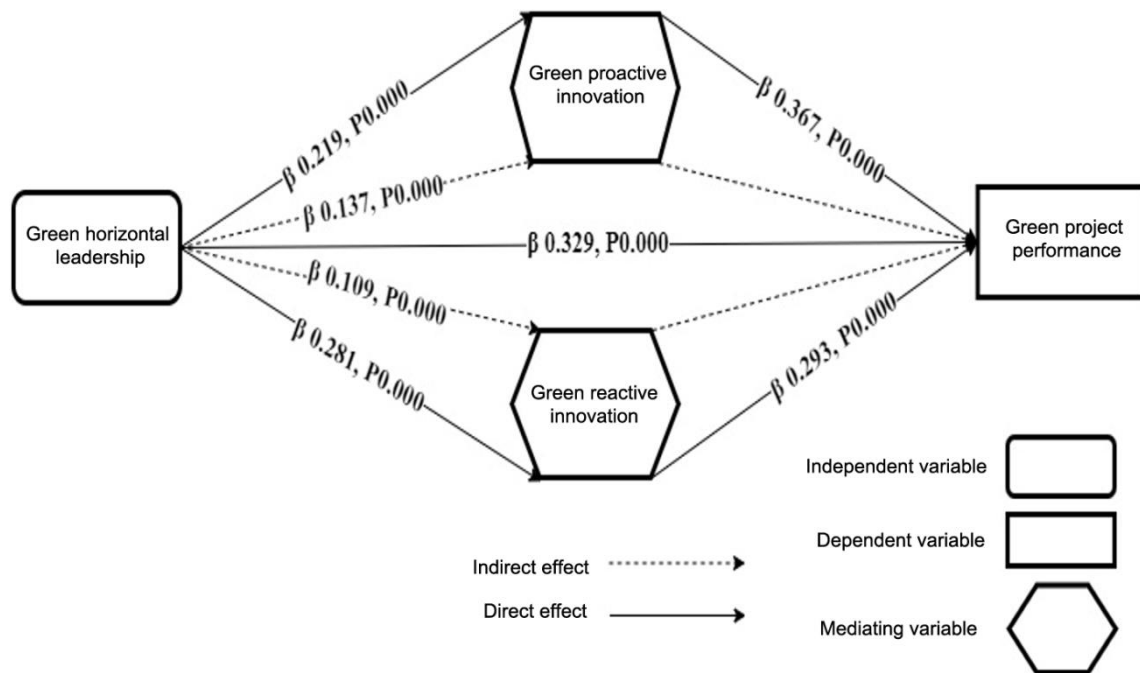 Green proactive
innovation
β 0.219, P0.000
β 0.367, P0.000
β 0.137, P0.000
Green horizontal
leadership
β 0.329, P0.000
Green project
performance
β 0.109, P0.000
β 0.281, P0.000
Green reactive
innovation
β 0.293, P0.000
Independent variable
Dependent variable
Indirect effect
Direct effect
Mediating variable